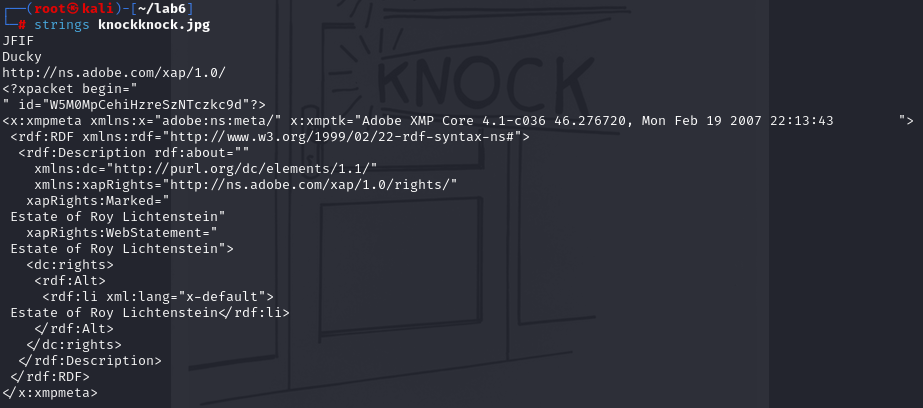 ┌──(root㉿kali)-[~/lab6]
└─# strings knockknock.jpg
JFIF
Ducky
http://ns.adobe.com/xap/1.0/
<?xpacket begin="
" id="W5M0MpCehiHzreSzNTczkc9d"?>
<x:xmpmeta xmlns:x="adobe:ns:meta/" x:xmptk="Adobe XMP Core 4.1-c036 46.276720, Mon Feb 19 2007 22:13:43        ">
 <rdf:RDF xmlns:rdf="http://www.w3.org/1999/02/22-rdf-syntax-ns#">
  <rdf:Description rdf:about=""
    xmlns:dc="http://purl.org/dc/elements/1.1/"
    xmlns:xapRights="http://ns.adobe.com/xap/1.0/rights/"
   xapRights:Marked="
 Estate of Roy Lichtenstein"
   xapRights:WebStatement="
 Estate of Roy Lichtenstein">
   <dc:rights>
    <rdf:Alt>
     <rdf:li xml:lang="x-default">
 Estate of Roy Lichtenstein</rdf:li>
    </rdf:Alt>
   </dc:rights>
  </rdf:Description>
 </rdf:RDF>
</x:xmpmeta>
KNOCK